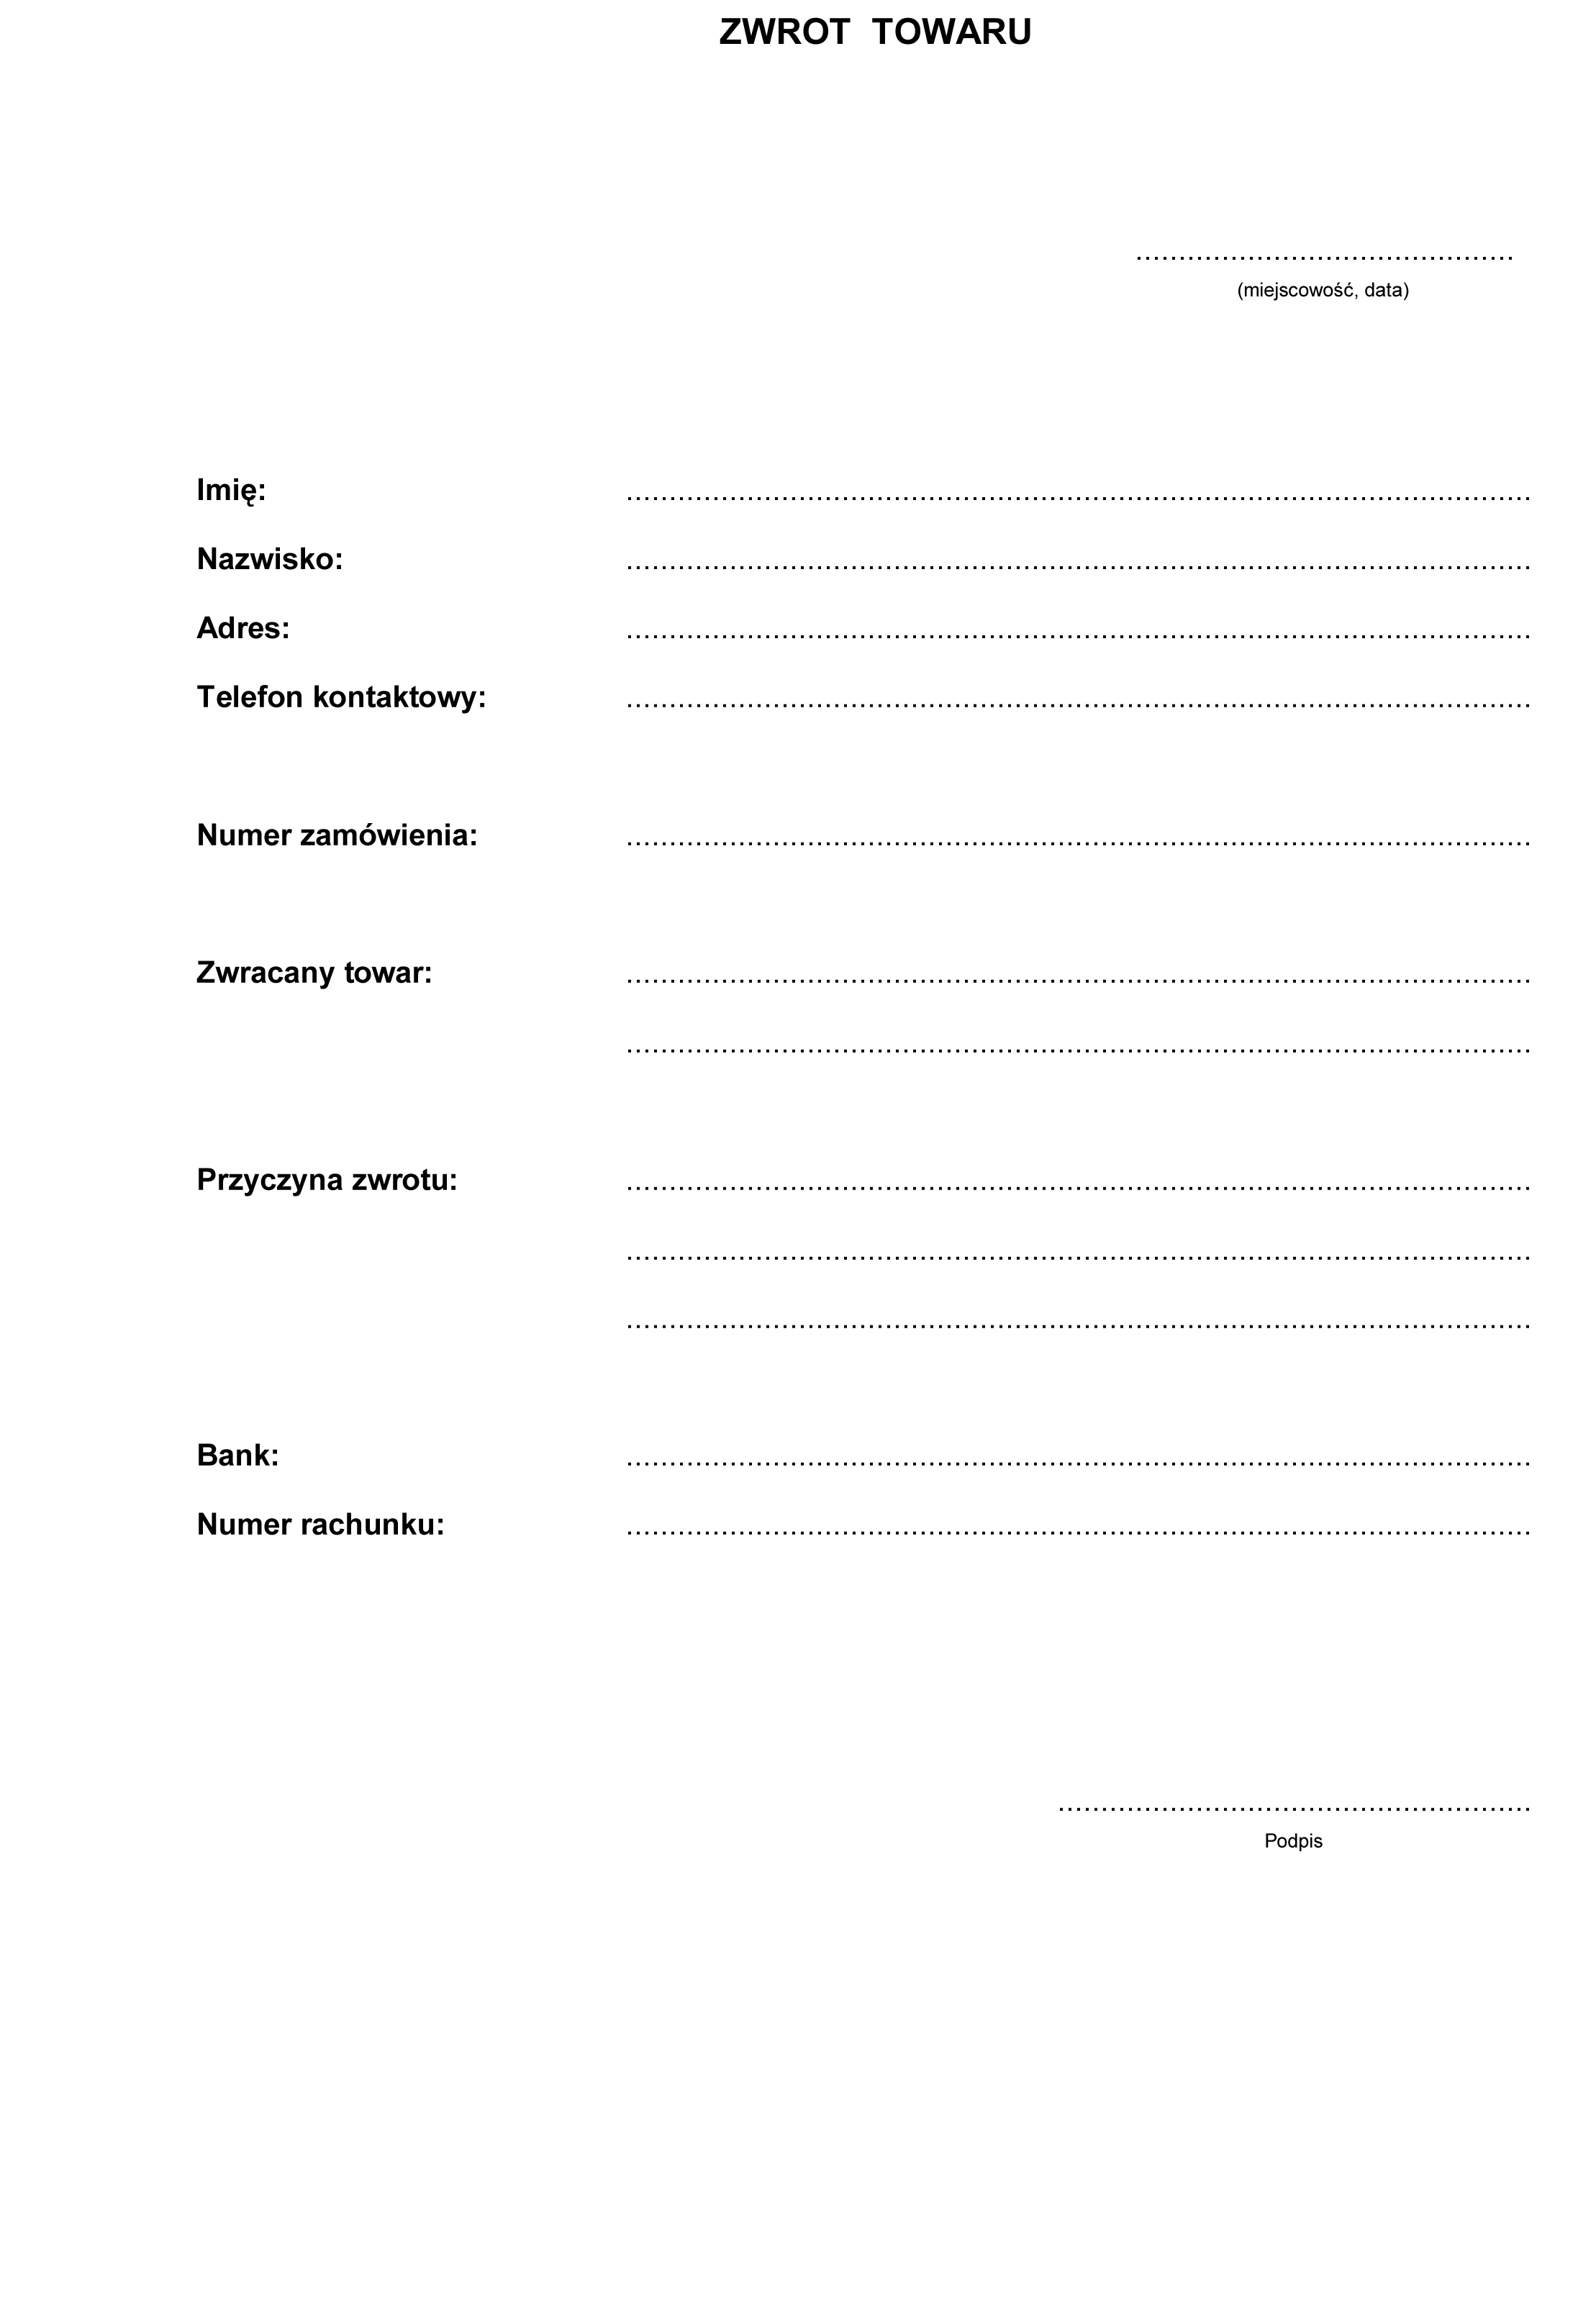 ZWROT TOWARU
..........................................
(miejscowość, data)
Imię: .........................................................................................................
Nazwisko: .........................................................................................................
Adres: .........................................................................................................
Telefon kontaktowy: .........................................................................................................
Numer zamówienia: .........................................................................................................
Zwracany towar: .........................................................................................................
.........................................................................................................
Przyczyna zwrotu: .........................................................................................................
.........................................................................................................
.........................................................................................................
Bank: .........................................................................................................
Numer rachunku: .........................................................................................................
.......................................................
Podpis